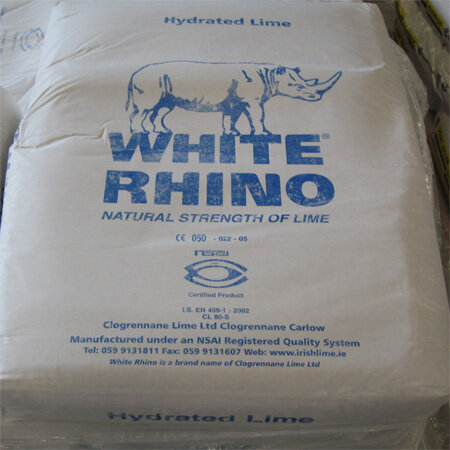 Hydrated Lime
WHITE®
RHINO
NATURAL STRENGTH OF LIME
CE 050 - 022 - 05
NSAI
Certified Product
I.S. EN 459-1 : 2002
CL 90-S
Clogrennane Lime Ltd Clogrennane Carlow
Manufactured under an NSAI Registered Quality System
Tel: 059 9131811 Fax: 059 9131607 Web: www.irishlime.ie
White Rhino is a brand name of Clogrennane Lime Ltd
Hydrated Lime